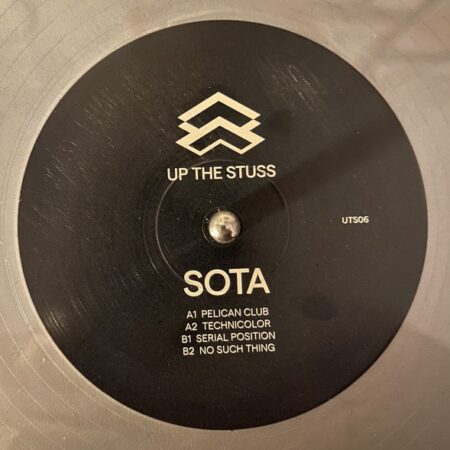 UP THE STUSS
UTS06
SOTA
A1 PELICAN CLUB
A2 TECHNICOLOR
B1 SERIAL POSITION
B2 NO SUCH THING